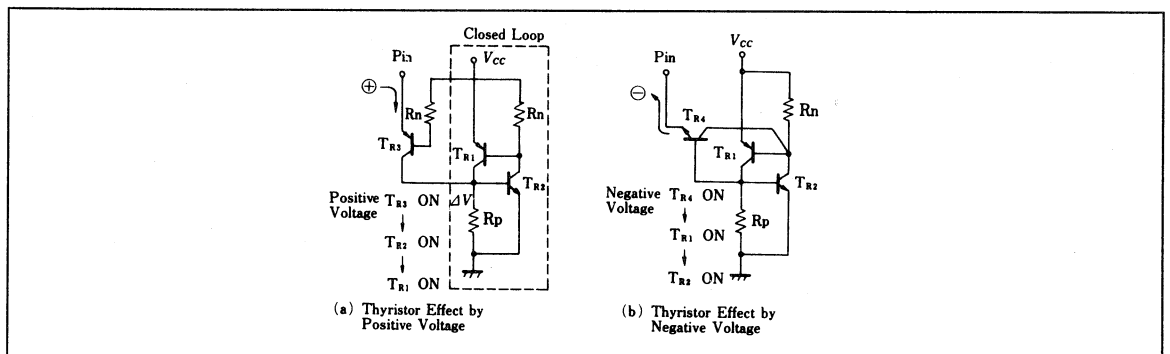 Closed Loop
Pin
Vcc
⊕
Rn
Rn
TR3
TR1
TR2
Positive Voltage
TR3 ON
ΔV
Rp
↓
TR2 ON
↓
TR1 ON
(a) Thyristor Effect by
Positive Voltage
Vcc
Pin
⊖
Rn
TR4
TR1
TR2
Negative Voltage
TR4 ON
Rp
↓
TR1 ON
↓
TR2 ON
(b) Thyristor Effect by
Negative Voltage